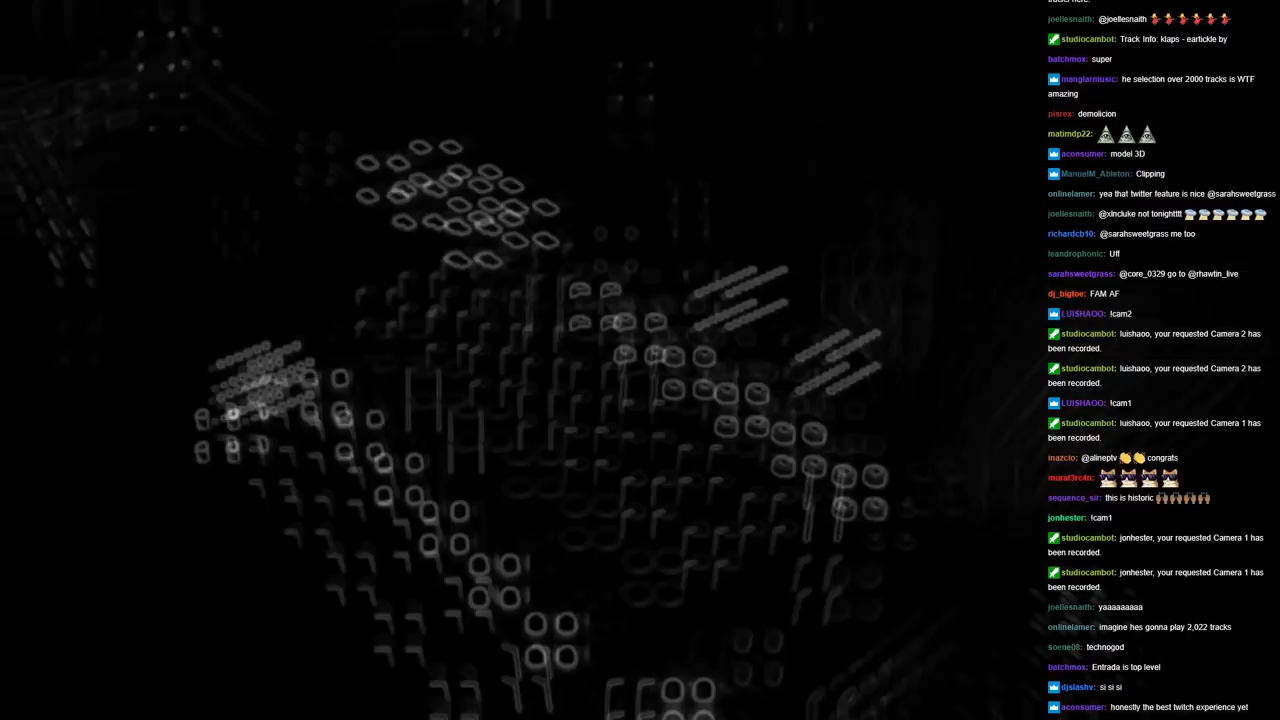 joellesnaith: @joellesnaith
studiocambot: Track Info: klaps - eartickle by
batchmox: super
manglarmusic: he selection over 2000 tracks is WTF
amazing
pisrex: demolicion
matimdp22:
aconsumer: model 3D
ManuelM_Ableton: Clipping
onlinelamer: yea that twitter feature is nice @sarahsweetgrass
joellesnaith: @xlncluke not tonightttt
richardcb10: @sarahsweetgrass me too
leandrophonic: Uff
sarahsweetgrass: @core_0329 go to @rhawtin_live
dj_bigtoe: FAM AF
LUISHAOO: !cam2
studiocambot: luishaoo, your requested Camera 2 has
been recorded.
studiocambot: luishaoo, your requested Camera 2 has
been recorded.
LUISHAOO: !cam1
studiocambot: luishaoo, your requested Camera 1 has
been recorded.
inazcio: @alineptv 👏👏 congrats
murat3rc4n:
sequence_sir: this is historic
jonhester: !cam1
studiocambot: jonhester, your requested Camera 1 has
been recorded.
studiocambot: jonhester, your requested Camera 1 has
been recorded.
joellesnaith: yaaaaaaaaa
onlinelamer: imagine hes gonna play 2,022 tracks
soene08: technogod
batchmox: Entrada is top level
djslashv: si si si
aconsumer: honestly the best twitch experience yet